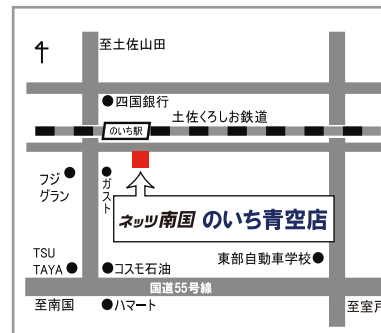 至土佐山田
四国銀行
土佐くろしお鉄道
のいち駅
フジ
グラン
ガスト
ネッツ南国 のいち青空店
TSU
TAYA
コスモ石油
東部自動車学校
国道55号線
至南国
ハマート
至室戸